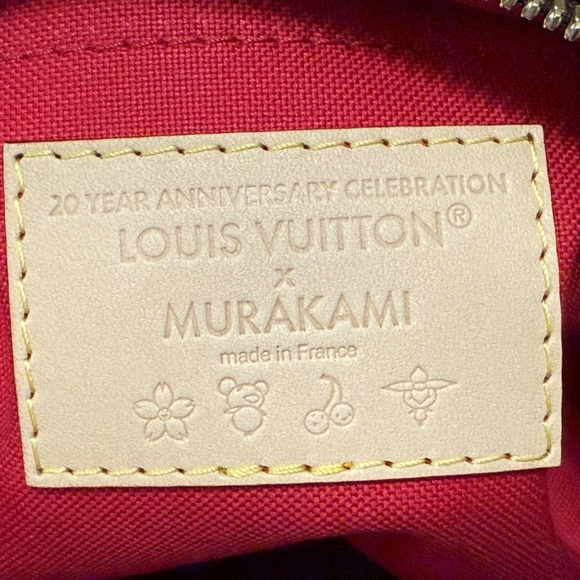 20 YEAR ANNIVERSARY CELEBRATION
LOUIS VUITTON®
x
MURAKAMI
made in France